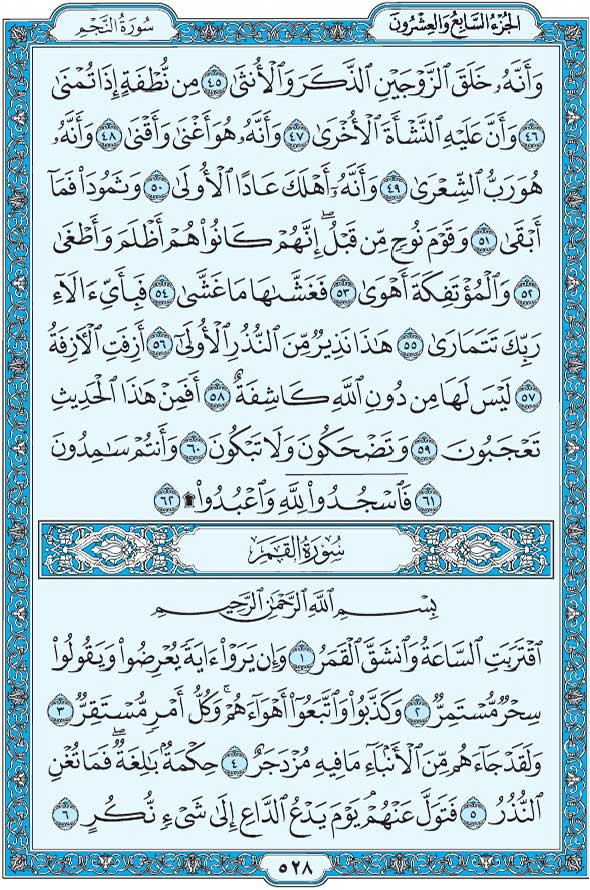 الجُزْءُ السَّابِعُ وَالعِشْرُونَ سُورَةُ النَّجْمِ
وَأَنَّهُۥ خَلَقَ ٱلزَّوْجَيْنِ ٱلذَّكَرَ وَٱلْأُنثَىٰ ٤٥ مِن نُّطْفَةٍ إِذَا تُمْنَىٰ
٤٦ وَأَنَّ عَلَيْهِ ٱلنَّشْأَةَ ٱلْأُخْرَىٰ ٤٧ وَأَنَّهُۥ هُوَ أَغْنَىٰ وَأَقْنَىٰ ٤٨ وَأَنَّهُۥ
هُوَ رَبُّ ٱلشِّعْرَىٰ ٤٩ وَأَنَّهُۥٓ أَهْلَكَ عَادًا ٱلْأُولَىٰ ٥٠ وَثَمُودَا۟ فَمَآ
أَبْقَىٰ ٥١ وَقَوْمَ نُوحٍ مِّن قَبْلُ ۖ إِنَّهُمْ كَانُوا۟ هُمْ أَظْلَمَ وَأَطْغَىٰ
٥٢ وَٱلْمُؤْتَفِكَةَ أَهْوَىٰ ٥٣ فَغَشَّىٰهَا مَا غَشَّىٰ ٥٤ فَبِأَىِّ ءَالَآءِ
رَبِّكَ تَتَمَارَىٰ ٥٥ هَٰذَا نَذِيرٌ مِّنَ ٱلنُّذُرِ ٱلْأُولَىٰٓ ٥٦ أَزِفَتِ ٱلْءَازِفَةُ
٥٧ لَيْسَ لَهَا مِن دُونِ ٱللَّهِ كَاشِفَةٌ ٥٨ أَفَمِنْ هَٰذَا ٱلْحَدِيثِ
تَعْجَبُونَ ٥٩ وَتَضْحَكُونَ وَلَا تَبْكُونَ ٦٠ وَأَنتُمْ سَٰمِدُونَ
٦١ فَٱسْجُدُوا۟ لِلَّهِ وَٱعْبُدُوا۟ ۩ ٦٢
سُورَةُ القَمَرِ
بِسْمِ ٱللَّهِ ٱلرَّحْمَٰنِ ٱلرَّحِيمِ
ٱقْتَرَبَتِ ٱلسَّاعَةُ وَٱنشَقَّ ٱلْقَمَرُ ١ وَإِن يَرَوْا۟ ءَايَةً يُعْرِضُوا۟ وَيَقُولُوا۟
سِحْرٌ مُّسْتَمِرٌّ ٢ وَكَذَّبُوا۟ وَٱتَّبَعُوٓا۟ أَهْوَآءَهُمْ ۚ وَكُلُّ أَمْرٍ مُّسْتَقِرٌّ ٣
وَلَقَدْ جَآءَهُم مِّنَ ٱلْأَنۢبَآءِ مَا فِيهِ مُزْدَجَرٌ ٤ حِكْمَةٌۢ بَٰلِغَةٌ ۖ فَمَا تُغْنِ
ٱلنُّذُرُ ٥ فَتَوَلَّ عَنْهُمْ ۘ يَوْمَ يَدْعُ ٱلدَّاعِ إِلَىٰ شَىْءٍ نُّكُرٍ ٦
٥٢٨